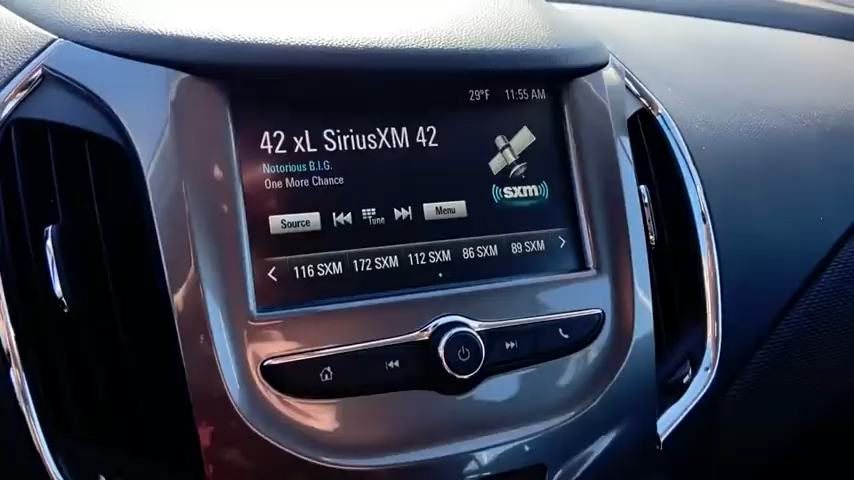 29°F 11:55 AM
42 xL SiriusXM 42
Notorious B.I.G.
One More Chance
sxm
Source Tune Menu
116 SXM 172 SXM 112 SXM 86 SXM 89 SXM